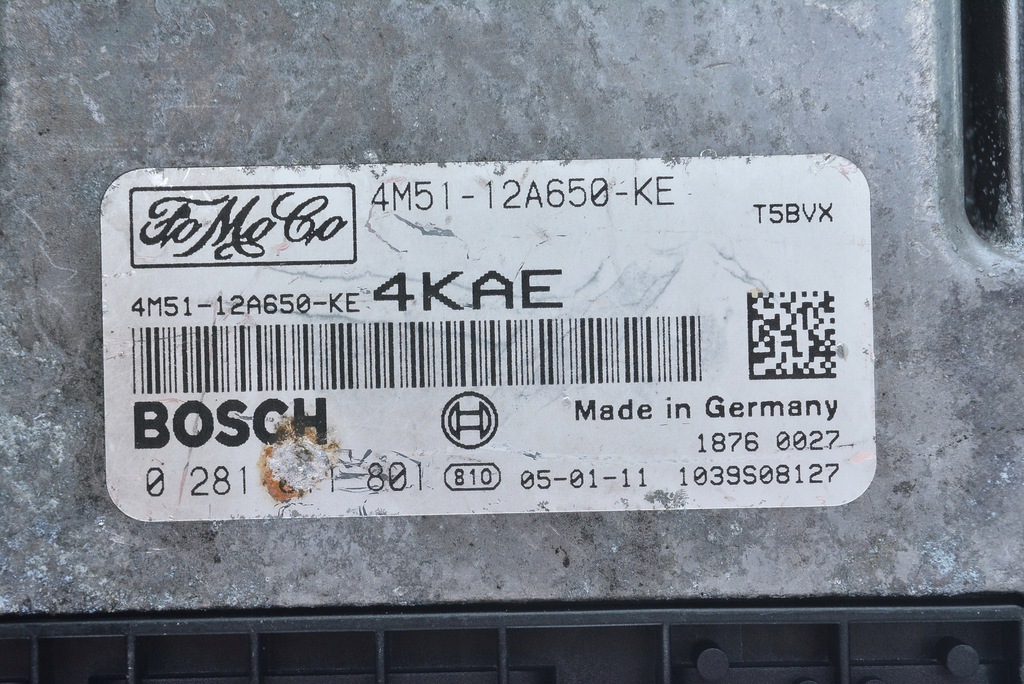 FoMoCo
4M51-12A650-KE
T5BVX
4M51-12A650-KE 4KAE
BOSCH
Made in Germany
1876 0027
0 281 801 810 05-01-11 1039S08127